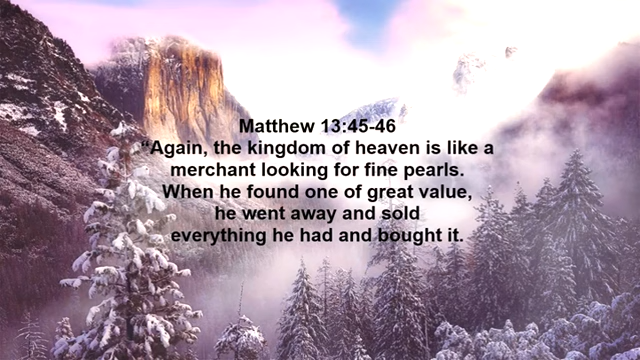 Matthew 13:45-46
“Again, the kingdom of heaven is like a
merchant looking for fine pearls.
When he found one of great value,
he went away and sold
everything he had and bought it.